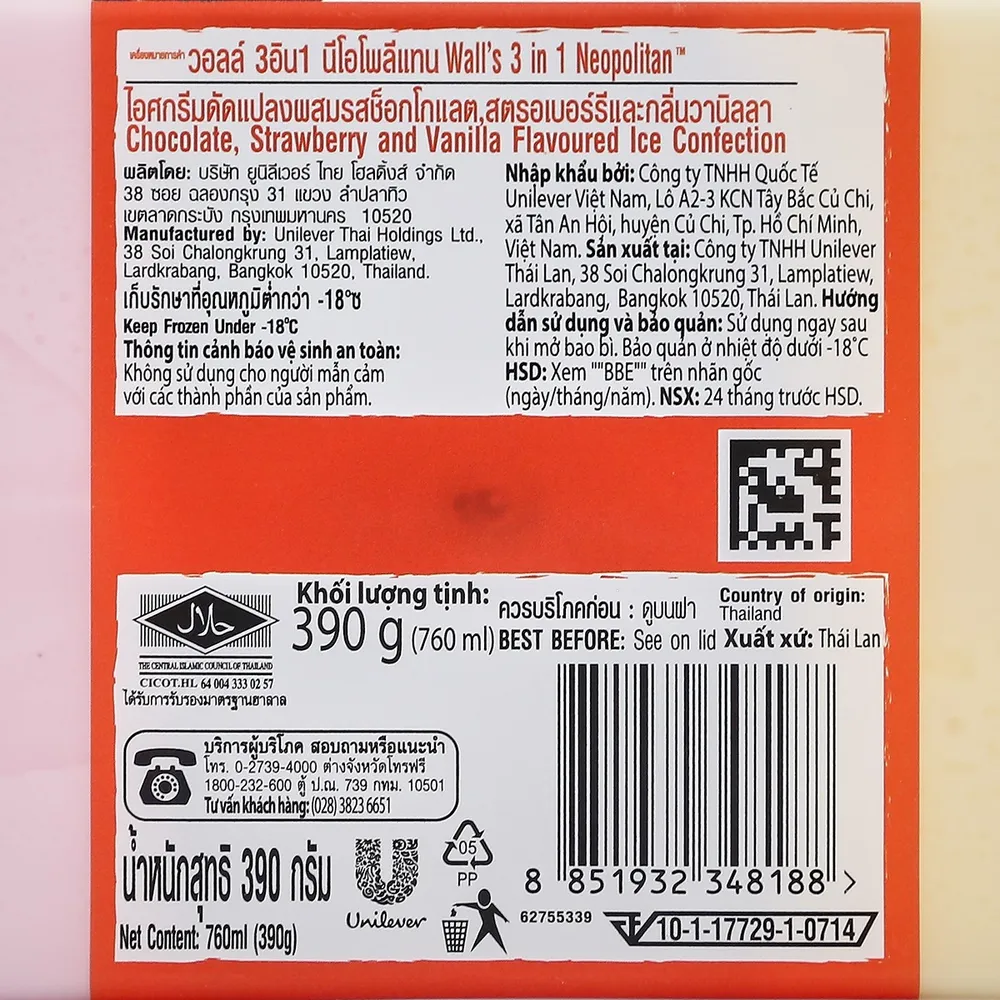 เครื่องหมายการค้า วอลล์ 3อิน1 นีโอโพลีแทน Wall's 3 in 1 Neopolitan™
ไอศกรีมดัดแปลงผสมรสช็อกโกแลต,สตรอเบอร์รีและกลิ่นวานิลลา
Chocolate, Strawberry and Vanilla Flavoured Ice Confection
ผลิตโดย: บริษัท ยูนิลีเวอร์ ไทย โฮลดิ้งส์ จำกัด
38 ซอย ฉลองกรุง 31 แขวง ลำปลาทิว
เขตลาดกระบัง กรุงเทพมหานคร 10520
Manufactured by: Unilever Thai Holdings Ltd.,
38 Soi Chalongkrung 31, Lamplatiew,
Lardkrabang, Bangkok 10520, Thailand.
เก็บรักษาที่อุณหภูมิต่ำกว่า -18°ซ
Keep Frozen Under -18°C
Thông tin cảnh báo vệ sinh an toàn:
Không sử dụng cho người mẫn cảm
với các thành phần của sản phẩm.
Nhập khẩu bởi: Công ty TNHH Quốc Tế
Unilever Việt Nam, Lô A2-3 KCN Tây Bắc Củ Chi,
xã Tân An Hội, huyện Củ Chi, Tp. Hồ Chí Minh,
Việt Nam. Sản xuất tại: Công ty TNHH Unilever
Thái Lan, 38 Soi Chalongkrung 31, Lamplatiew,
Lardkrabang, Bangkok 10520, Thái Lan. Hướng
dẫn sử dụng và bảo quản: Sử dụng ngay sau
khi mở bao bì. Bảo quản ở nhiệt độ dưới -18°C
HSD: Xem ""BBE"" trên nhãn gốc
(ngày/tháng/năm). NSX: 24 tháng trước HSD.
حلال
THE CENTRAL ISLAMIC COUNCIL OF THAILAND
CICOT.HL 64 004 333 02 57
ได้รับการรับรองมาตรฐานฮาลาล
Khối lượng tịnh:
390 g (760 ml)
ควรบริโภคก่อน : ดูบนฝา
BEST BEFORE: See on lid
Country of origin:
Thailand
Xuất xứ: Thái Lan
บริการผู้บริโภค สอบถามหรือแนะนำ
โทร. 0-2739-4000 ต่างจังหวัดโทรฟรี
1800-232-600 ตู้ ป.ณ. 739 กทม. 10501
Tư vấn khách hàng: (028) 3823 6651
น้ำหนักสุทธิ 390 กรัม
Net Content: 760ml (390g)
Unilever
05
PP
8 851932 348188 >
62755339
10-1-17729-1-0714